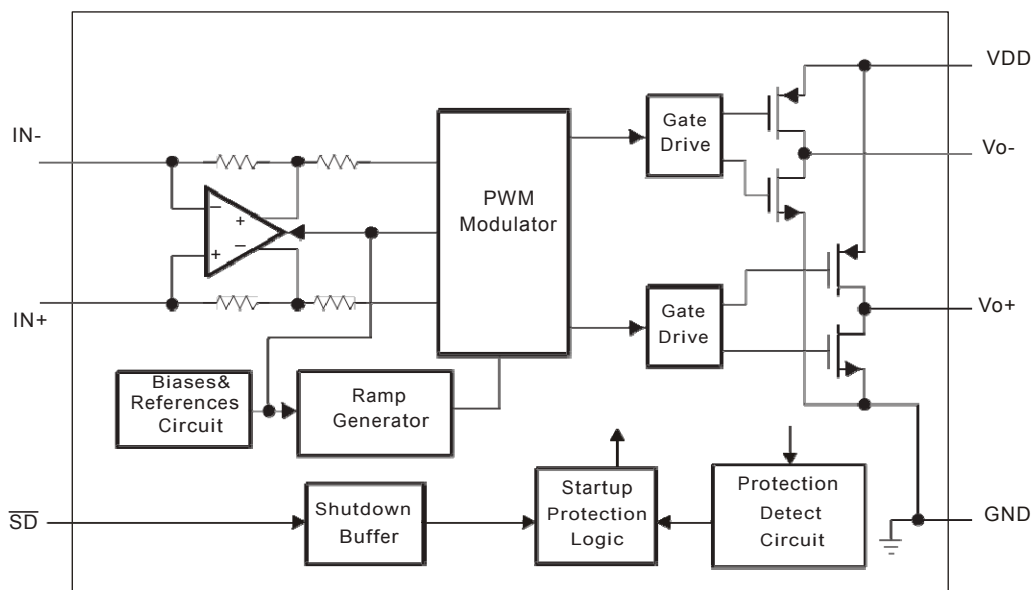 VDD
IN-
Gate
Drive
Vo-
−
+
−
+
PWM
Modulator
IN+
Gate
Drive
Vo+
Biases&
References
Circuit
Ramp
Generator
S̅D̅
Shutdown
Buffer
Startup
Protection
Logic
Protection
Detect
Circuit
GND